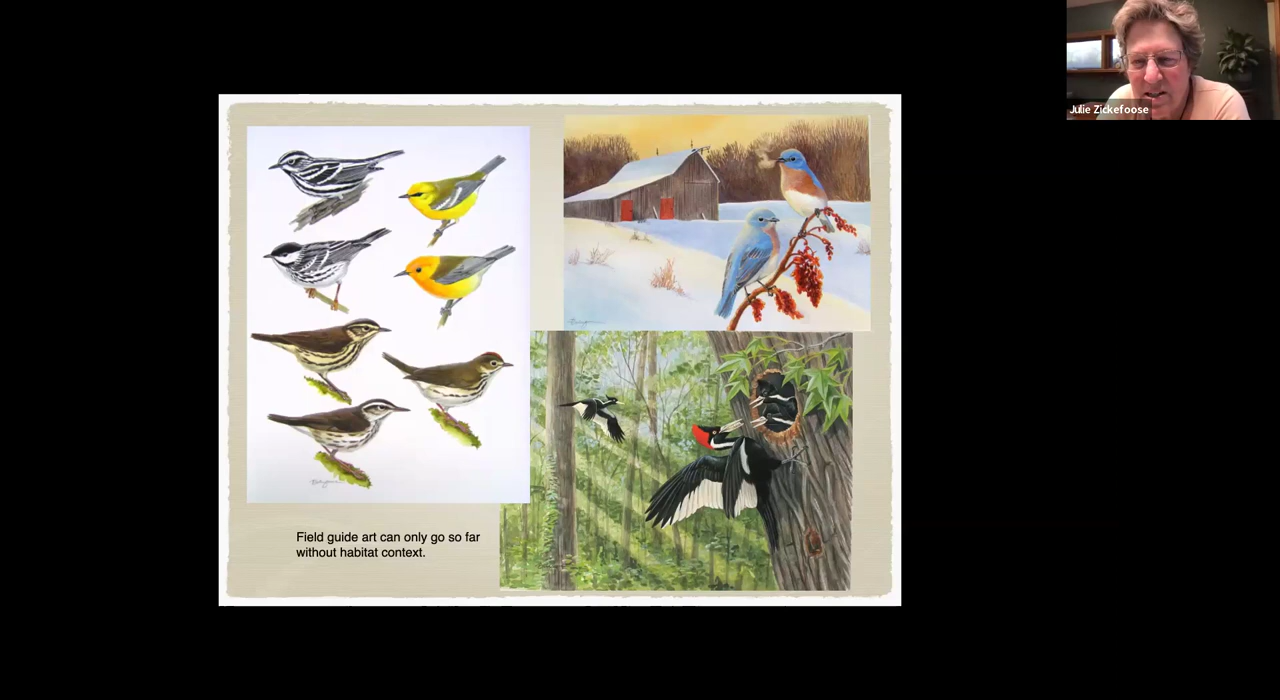 Julie Zickefoose
Field guide art can only go so far
without habitat context.